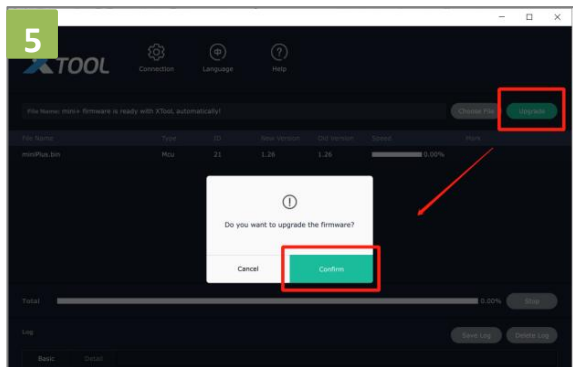 5
XTOOL
Connection
Language
Help
File Name: mini+ firmware is ready with XTooL automatically!
Choose File
Upgrade
File Name Type ID New Version Old Version Speed Mark
miniPlus.bin Mcu 21 1.26 1.26 0.00%
Do you want to upgrade the firmware?
Cancel
Confirm
Total 0.00% Stop
Log
Save Log
Delete Log
Basic
Detail